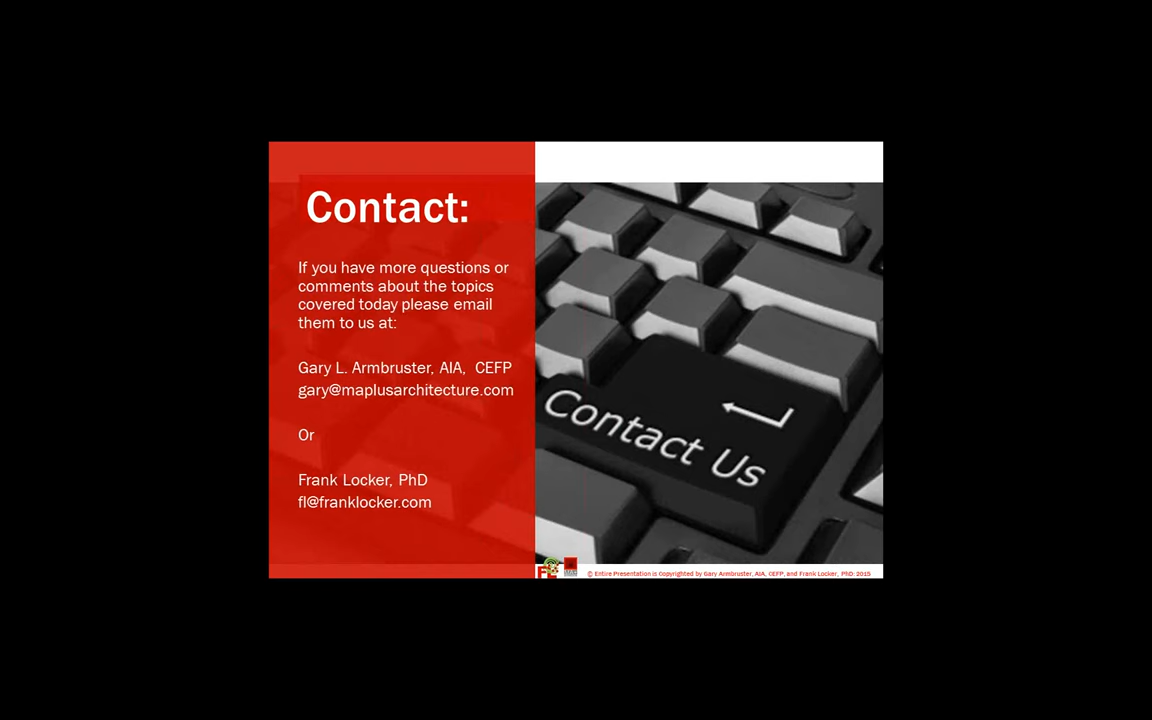 Contact:
If you have more questions or
comments about the topics
covered today please email
them to us at:
Gary L. Armbruster, AIA,  CEFP
gary@maplusarchitecture.com
Or
Frank Locker, PhD
fl@franklocker.com
Contact Us
FL
© Entire Presentation is Copyrighted by Gary Armbruster, AIA, CEFP, and Frank Locker, PhD  2015